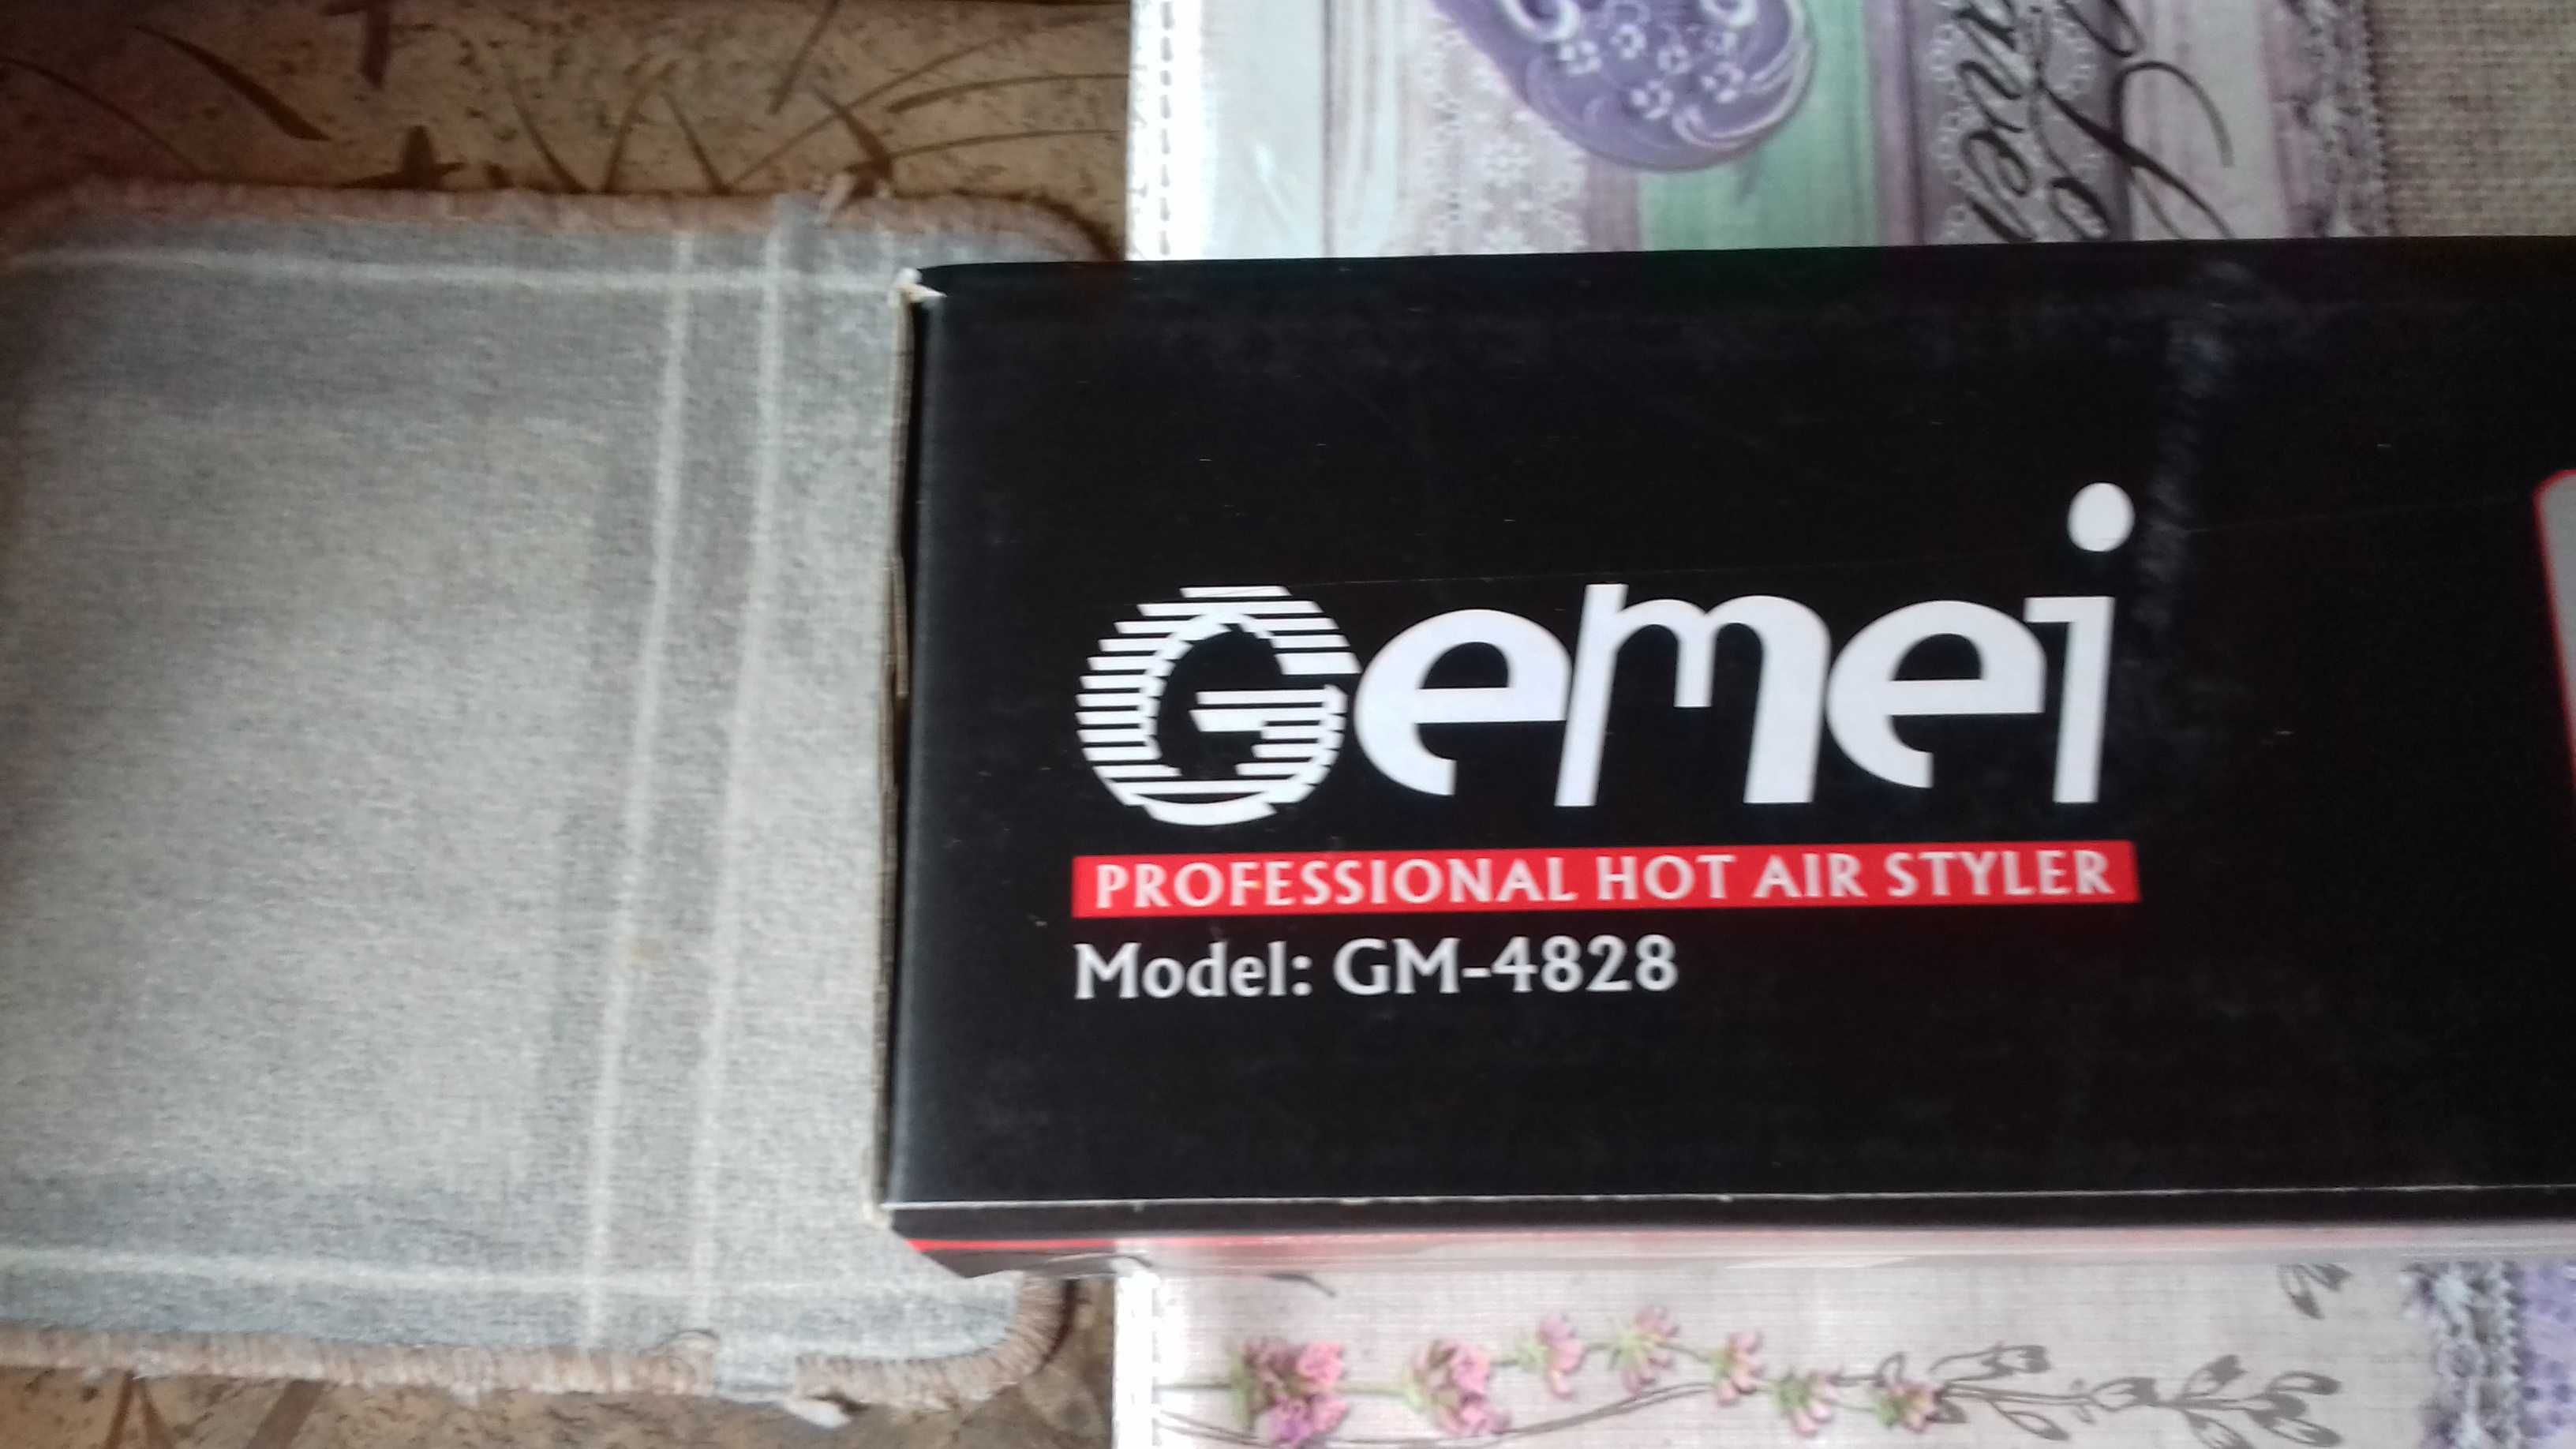 Gemei
PROFESSIONAL HOT AIR STYLER
Model: GM-4828